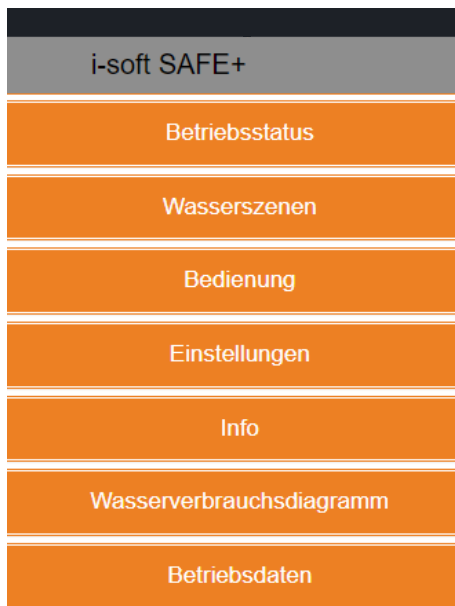 i-soft SAFE+
Betriebsstatus
Wasserszenen
Bedienung
Einstellungen
Info
Wasserverbrauchsdiagramm
Betriebsdaten